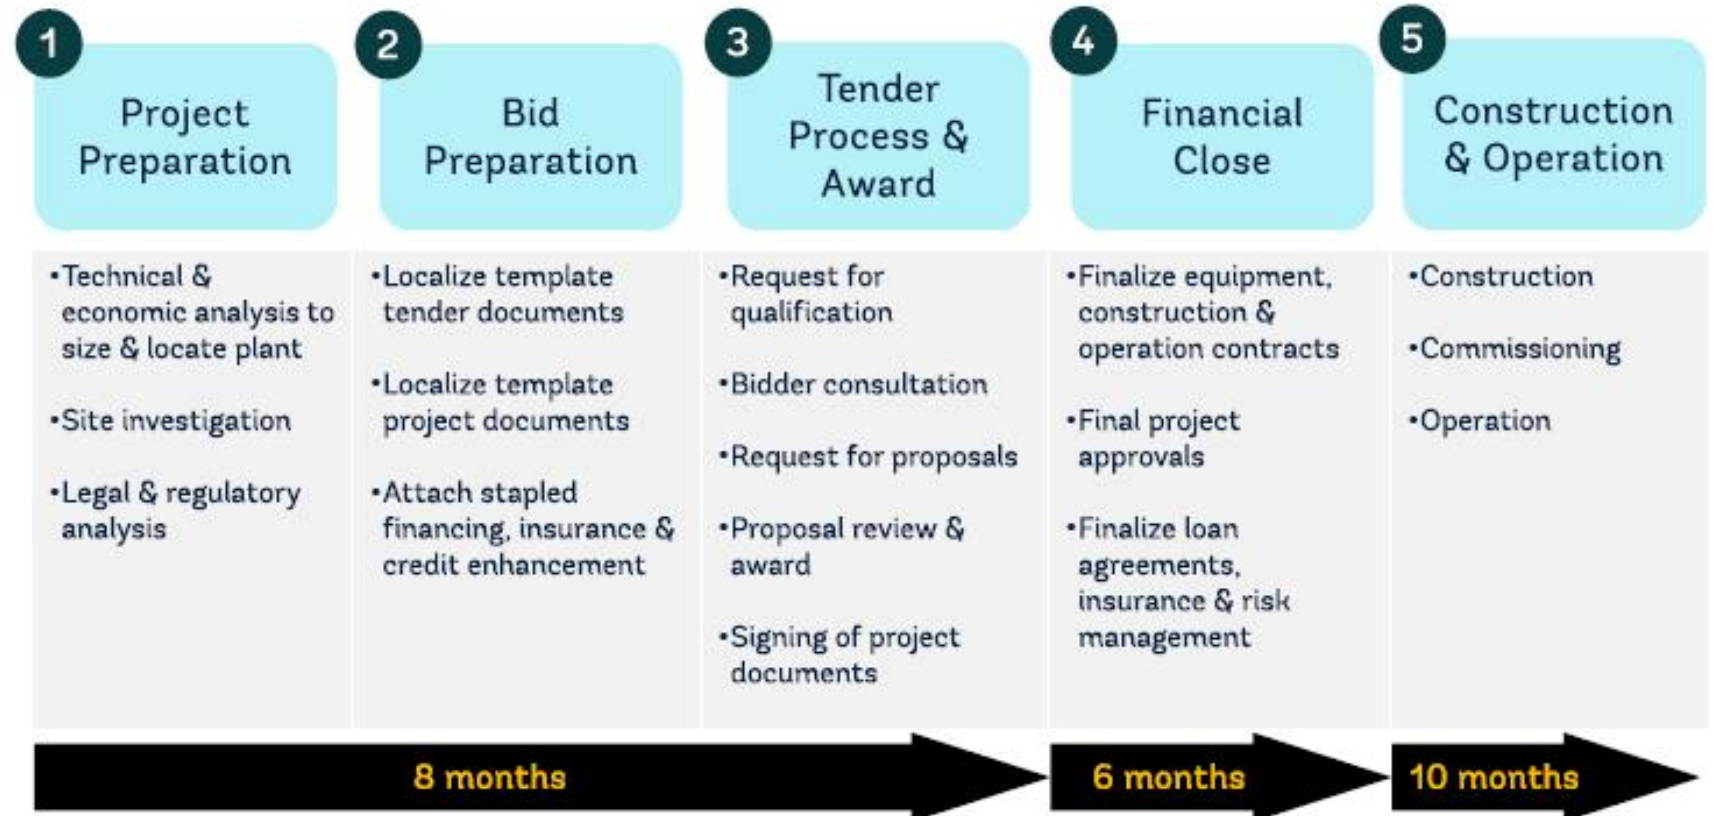 1
Project
Preparation
•Technical &
economic analysis to
size & locate plant
•Site investigation
•Legal & regulatory
analysis
2
Bid
Preparation
•Localize template
tender documents
•Localize template
project documents
•Attach stapled
financing, insurance &
credit enhancement
3
Tender
Process &
Award
•Request for
qualification
•Bidder consultation
•Request for proposals
•Proposal review &
award
•Signing of project
documents
4
Financial
Close
•Finalize equipment,
construction &
operation contracts
•Final project
approvals
•Finalize loan
agreements,
insurance & risk
management
5
Construction
& Operation
•Construction
•Commissioning
•Operation
8 months
6 months
10 months